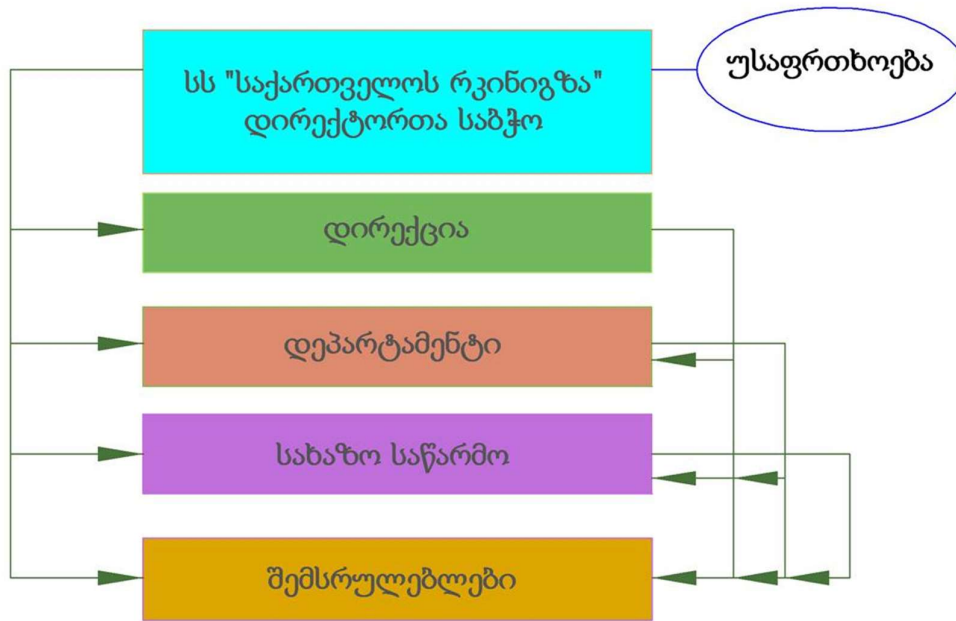 სს "საქართველოს რკინიგზა"
დირექტორთა საბჭო
უსაფრთხოება
დირექცია
დეპარტამენტი
სახაზო საწარმო
შემსრულებლები